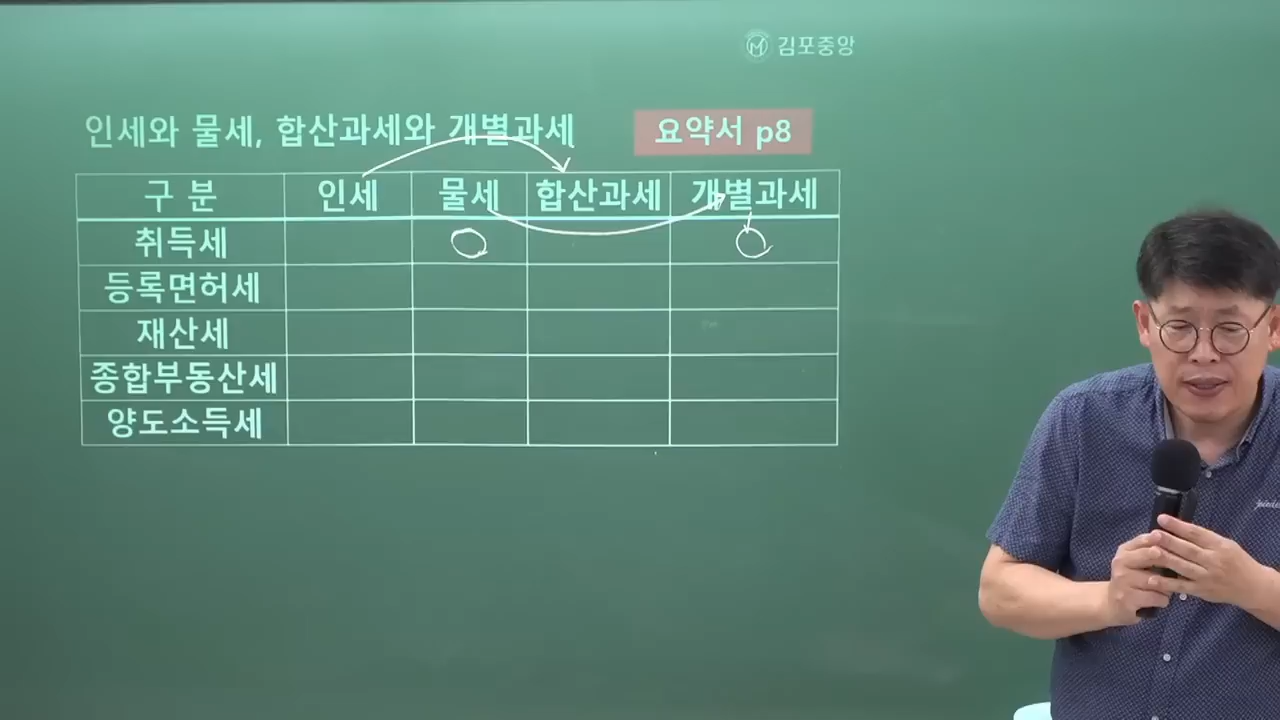 김포중앙
인세와 물세, 합산과세와 개별과세
요약서 p8
구 분 인세 물세 합산과세 개별과세
취득세 ○ ○
등록면허세
재산세
종합부동산세
양도소득세